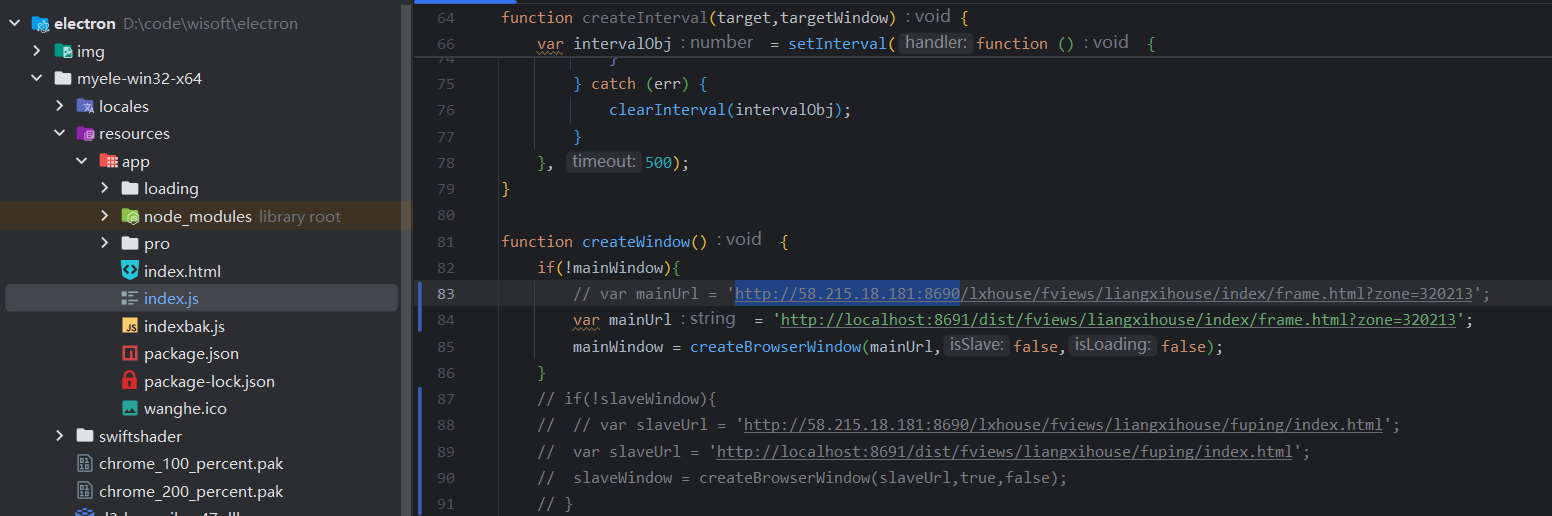 electron D:\code\wisoft\electron
img
myele-win32-x64
locales
resources
app
loading
node_modules library root
pro
index.html
index.js
indexbak.js
package.json
package-lock.json
wanghe.ico
swiftshader
chrome_100_percent.pak
chrome_200_percent.pak
64 function createInterval(target,targetWindow) : void {
66 var intervalObj : number = setInterval( handler: function () : void {
74 }
75 } catch (err) {
76 clearInterval(intervalObj);
77 }
78 }, timeout: 500);
79 }
80
81 function createWindow() : void {
82 if(!mainWindow){
83 // var mainUrl = 'http://58.215.18.181:8690/lxhouse/fviews/liangxihouse/index/frame.html?zone=320213';
84 var mainUrl : string = 'http://localhost:8691/dist/fviews/liangxihouse/index/frame.html?zone=320213';
85 mainWindow = createBrowserWindow(mainUrl, isSlave: false, isLoading: false);
86 }
87 // if(!slaveWindow){
88 // // var slaveUrl = 'http://58.215.18.181:8690/lxhouse/fviews/liangxihouse/fuping/index.html';
89 // var slaveUrl = 'http://localhost:8691/dist/fviews/liangxihouse/fuping/index.html';
90 // slaveWindow = createBrowserWindow(slaveUrl,true,false);
91 // }